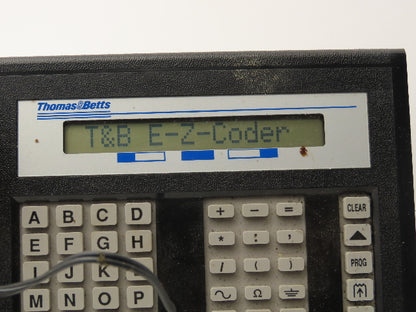 Thomas&Betts
T&B E-Z-Coder
A B C D + - = CLEAR
E F G H * : ,
I J K / ( ) PROG
M N O P Ω